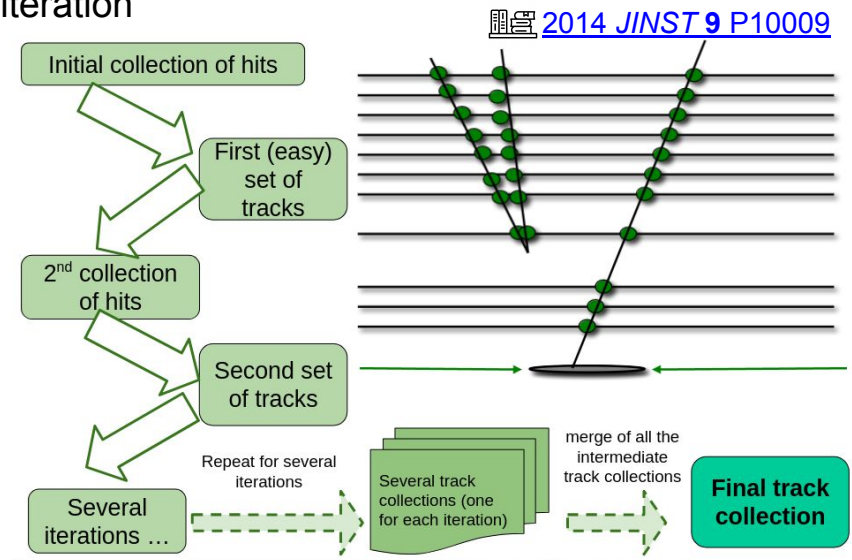 iteration
2014 JINST 9 P10009
Initial collection of hits
First (easy)
set of
tracks
2nd collection
of hits
Second set
of tracks
Repeat for several
iterations
Several
iterations …
Several track
collections (one
for each iteration)
merge of all the
intermediate
track collections
Final track
collection